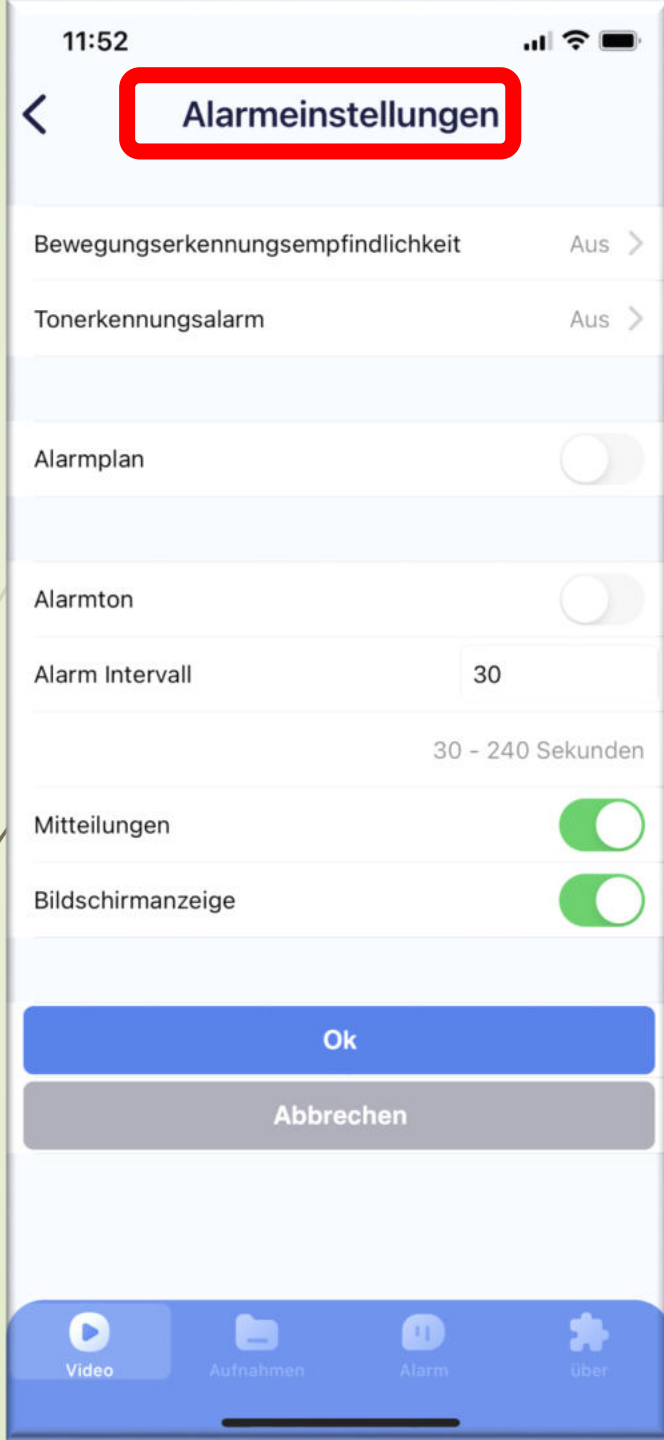 11:52
Alarmeinstellungen
Bewegungserkennungsempfindlichkeit Aus
Tonerkennungsalarm Aus
Alarmplan
Alarmton
Alarm Intervall 30
30 - 240 Sekunden
Mitteilungen
Bildschirmanzeige
Ok
Abbrechen
Video Aufnahmen Alarm über